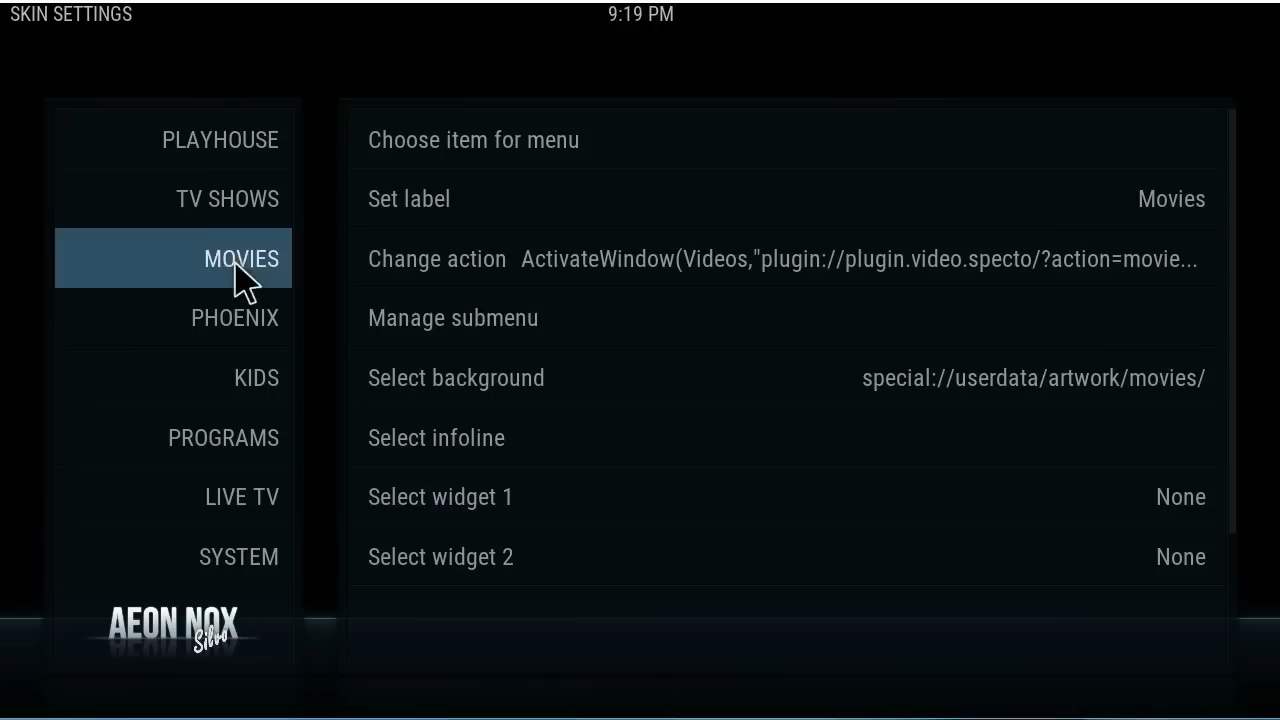 SKIN SETTINGS
9:19 PM
PLAYHOUSE
TV SHOWS
MOVIES
PHOENIX
KIDS
PROGRAMS
LIVE TV
SYSTEM
AEON NOX
Silvo
Choose item for menu
Set label Movies
Change action ActivateWindow(Videos,"plugin://plugin.video.specto/?action=movie...
Manage submenu
Select background special://userdata/artwork/movies/
Select infoline
Select widget 1 None
Select widget 2 None